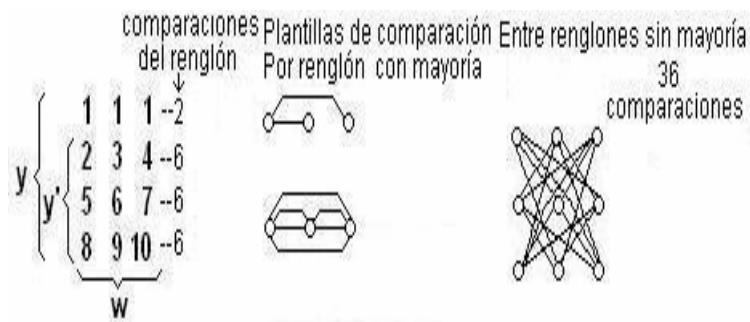 comparaciones
del renglón
Plantillas de comparación
Por renglón con mayoría
Entre renglones sin mayoría
36
comparaciones
1 1 1 --2
2 3 4 --6
5 6 7 --6
8 9 10 --6
y
y'
w